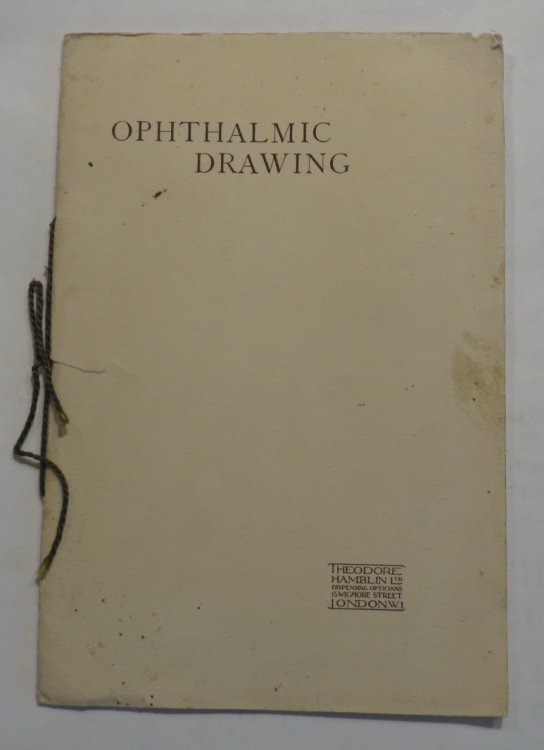 OPHTHALMIC
DRAWING
THEODORE
HAMBLIN LTD
DISPENSING OPTICIANS
15 WIGMORE STREET
LONDON.W.1